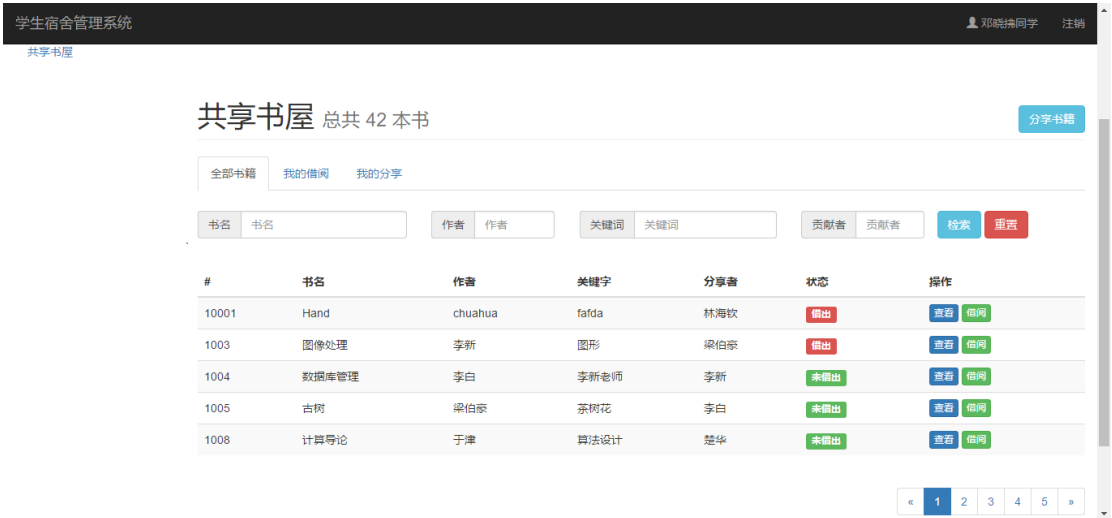 学生宿舍管理系统 邓晓拂同学 注销
共享书屋
共享书屋 总共 42 本书 分享书籍
全部书籍 我的借阅 我的分享
书名 书名 作者 作者 关键词 关键词 贡献者 贡献者 检索 重置
# 书名 作者 关键字 分享者 状态 操作
10001 Hand chuahua fafda 林海钦 借出 查看 借阅
1003 图像处理 李新 图形 梁伯豪 借出 查看 借阅
1004 数据库管理 李白 李新老师 李新 未借出 查看 借阅
1005 古树 梁伯豪 茶树花 李白 未借出 查看 借阅
1008 计算导论 于津 算法设计 楚华 未借出 查看 借阅
« 1 2 3 4 5 »